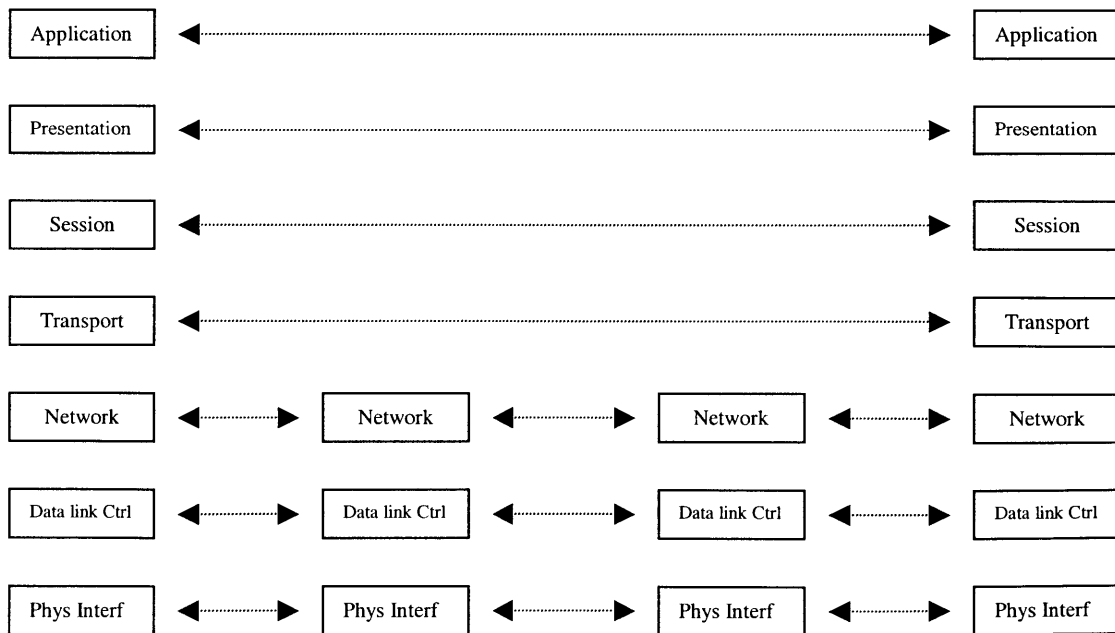 Application Application
Presentation Presentation
Session Session
Transport Transport
Network Network Network Network
Data link Ctrl Data link Ctrl Data link Ctrl Data link Ctrl
Phys Interf Phys Interf Phys Interf Phys Interf